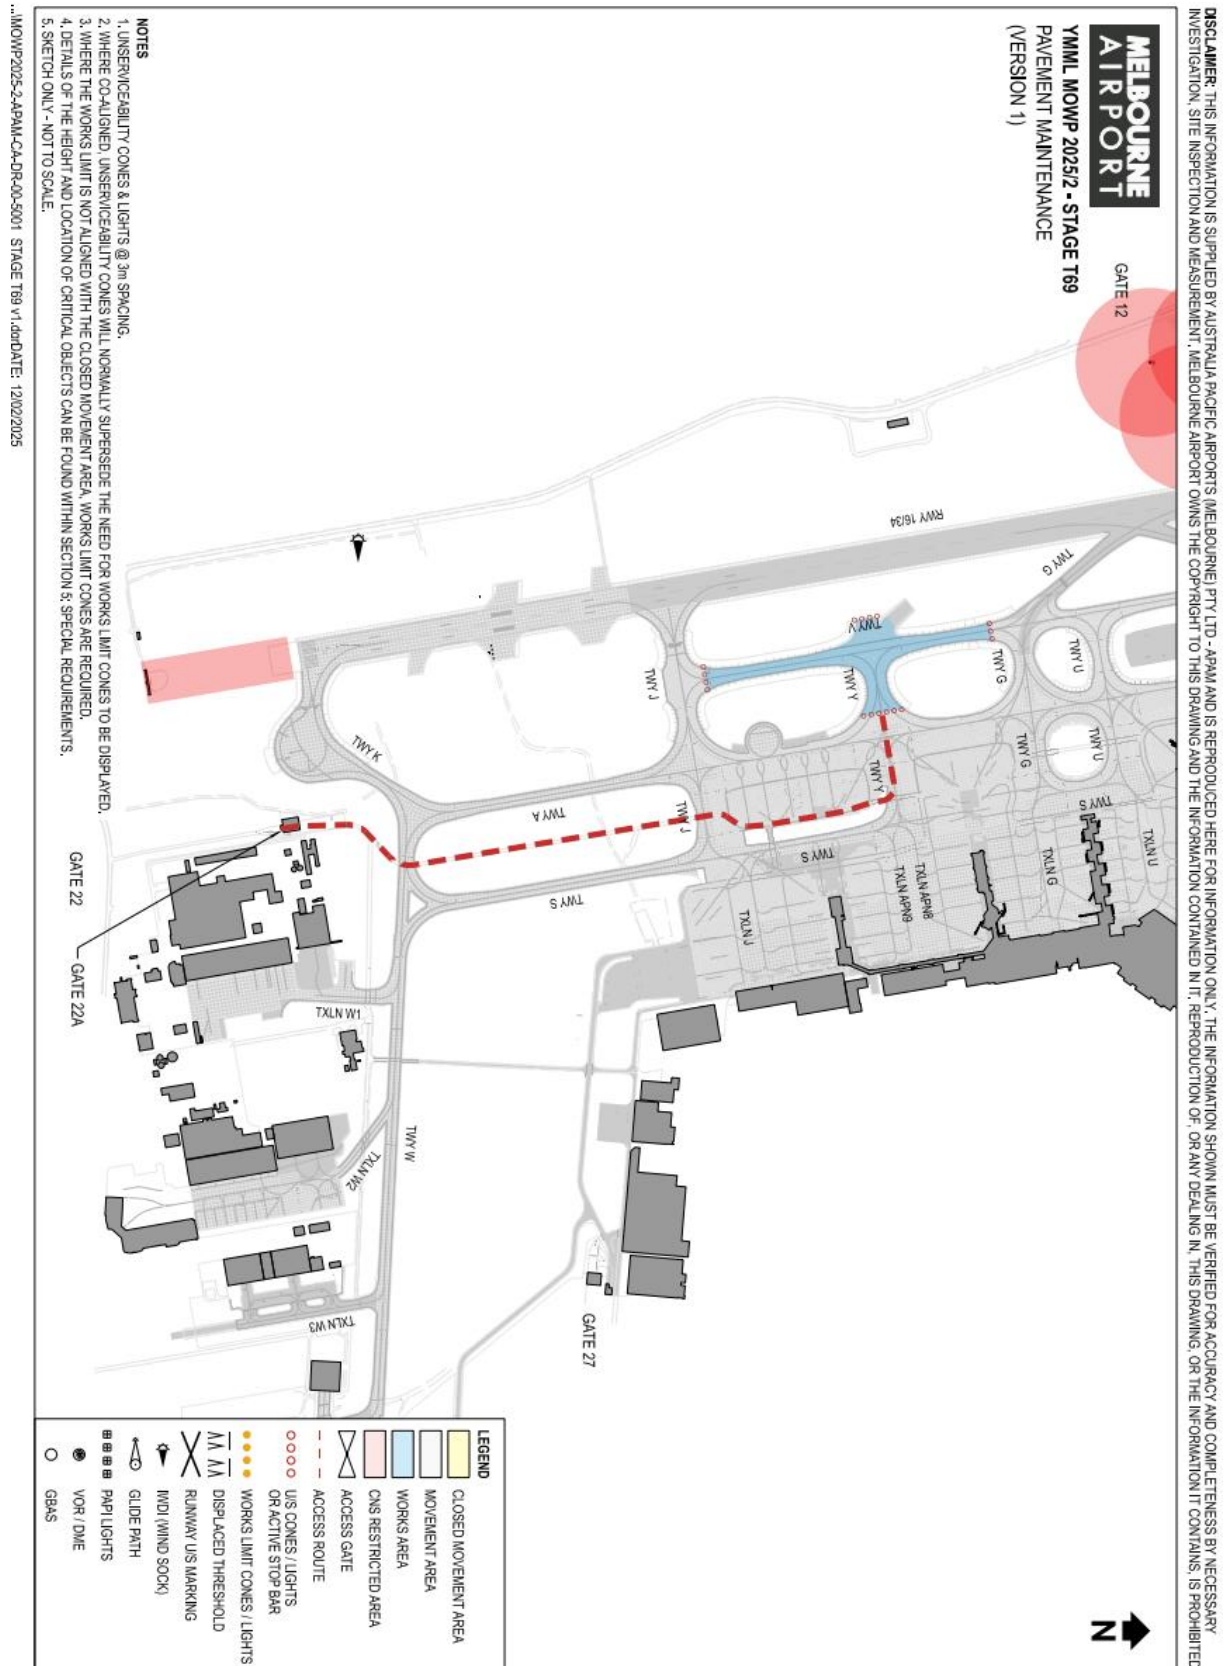 DISCLAIMER: THIS INFORMATION IS SUPPLIED BY AUSTRALIA PACIFIC AIRPORTS (MELBOURNE) PTY LTD - APAM AND IS REPRODUCED HERE FOR INFORMATION ONLY. THE INFORMATION SHOWN MUST BE VERIFIED FOR ACCURACY AND COMPLETENESS BY NECESSARY
INVESTIGATION, SITE INSPECTION AND MEASUREMENT. MELBOURNE AIRPORT OWNS THE COPYRIGHT TO THIS DRAWING AND THE INFORMATION CONTAINED IN IT. REPRODUCTION OF, OR ANY DEALING IN, THIS DRAWING, OR THE INFORMATION IT CONTAINS, IS PROHIBITED
MELBOURNE
AIRPORT
YMML MOWP 2025/2 - STAGE T69
PAVEMENT MAINTENANCE
(VERSION 1)
GATE 12
N
RWY 16/34
TWY G
TWY U
TWY G
TWY V
TWY Y
TWY J
TWY K
TWY U
TWY G
TWY Y
TWY S
TXLN U
TXLN G
TXLN APN8
TXLN APN9
TWY S
TXLN J
TWY J
TWY A
TWY S
GATE 22
GATE 22A
TXLN W1
TWY W
TXLN W2
TXLN W3
GATE 27
NOTES
1. UNSERVICEABILITY CONES & LIGHTS @ 3m SPACING.
2. WHERE CO-ALIGNED, UNSERVICEABILITY CONES WILL NORMALLY SUPERSEDE THE NEED FOR WORKS LIMIT CONES TO BE DISPLAYED.
3. WHERE THE WORKS LIMIT IS NOT ALIGNED WITH THE CLOSED MOVEMENT AREA, WORKS LIMIT CONES ARE REQUIRED.
4. DETAILS OF THE HEIGHT AND LOCATION OF CRITICAL OBJECTS CAN BE FOUND WITHIN SECTION 5: SPECIAL REQUIREMENTS.
5. SKETCH ONLY - NOT TO SCALE.
LEGEND
CLOSED MOVEMENT AREA
MOVEMENT AREA
WORKS AREA
CNS RESTRICTED AREA
ACCESS GATE
ACCESS ROUTE
U/S CONES / LIGHTS
OR ACTIVE STOP BAR
WORKS LIMIT CONES / LIGHTS
DISPLACED THRESHOLD
RUNWAY U/S MARKING
IWDI (WIND SOCK)
GLIDE PATH
PAPI LIGHTS
VOR / DME
GBAS
...\MOWP2025-2-APAM-CA-DR-00-5001 STAGE T69 v1.dgnDATE: 12/02/2025